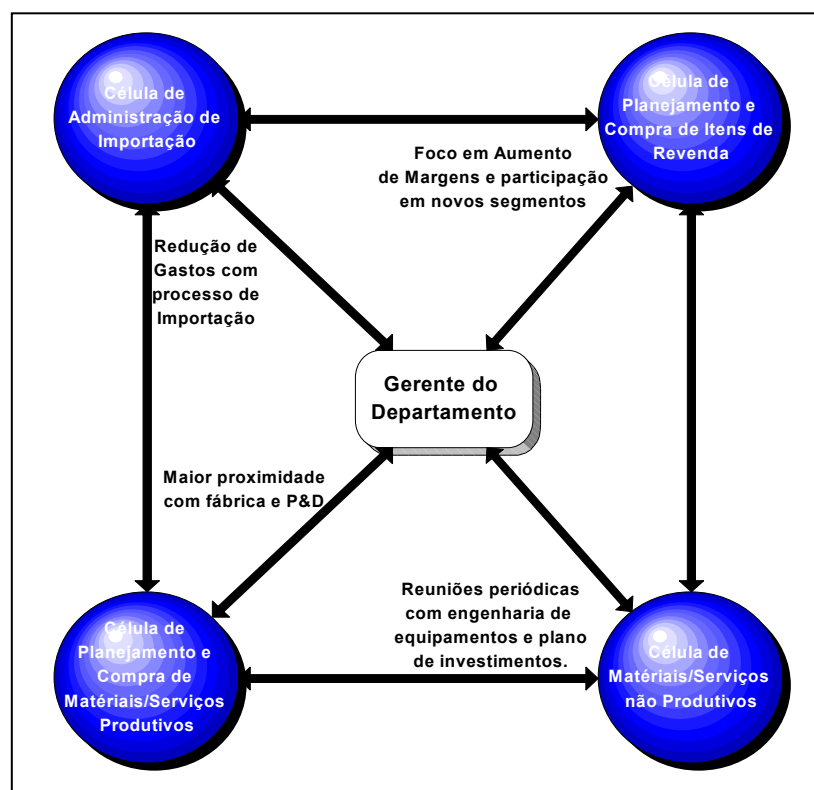 Célula de
Administração de
Importação
Célula de
Planejamento e
Compra de Itens de
Revenda
Foco em Aumento
de Margens e participação
em novos segmentos
Redução de
Gastos com
processo de
Importação
Gerente do
Departamento
Maior proximidade
com fábrica e P&D
Reuniões periódicas
com engenharia de
equipamentos e plano
de investimentos.
Célula de
Planejamento e
Compra de
Matériais/Serviços
Produtivos
Célula de
Matériais/Serviços
não Produtivos